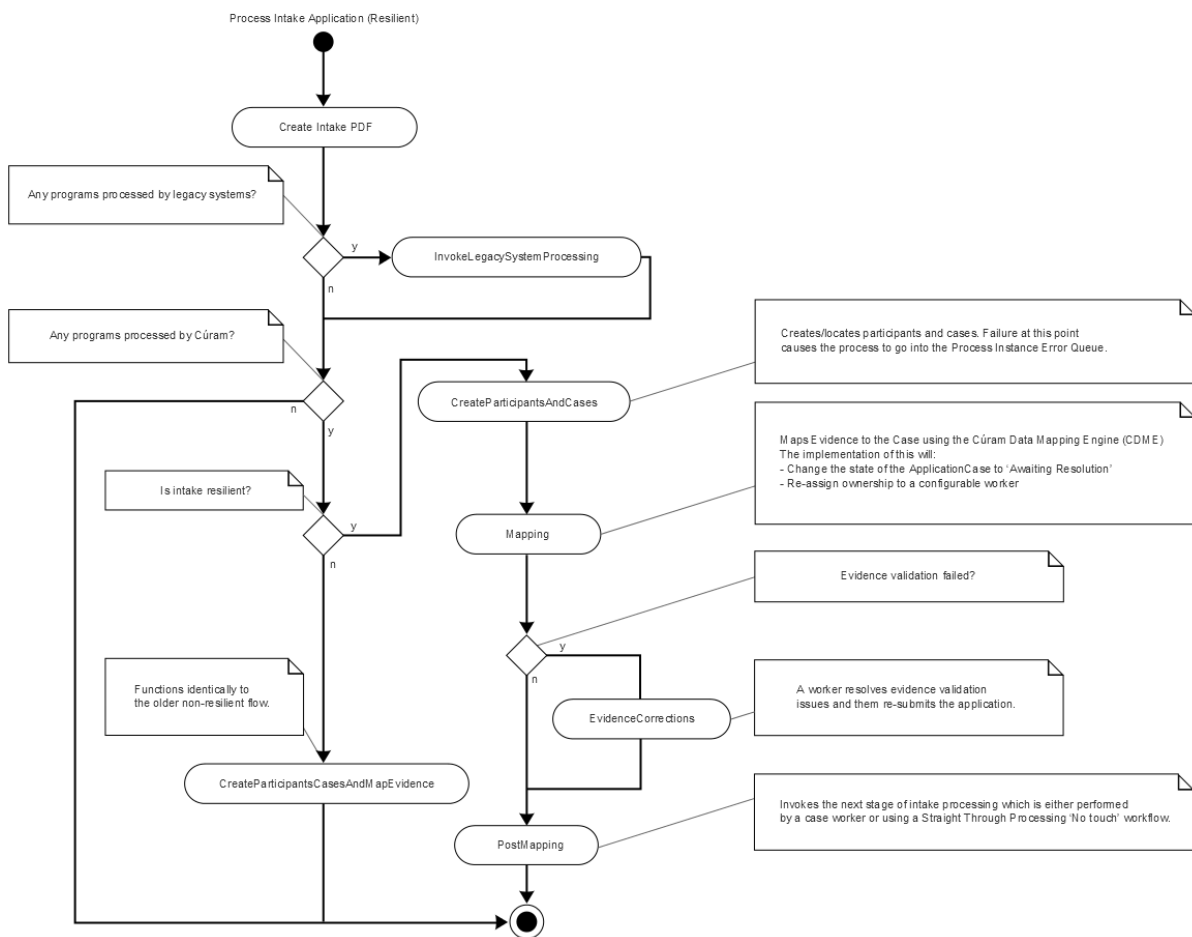 Process Intake Application (Resilient)
Create Intake PDF
Any programs processed by legacy systems?
y
InvokeLegacySystemProcessing
n
Any programs processed by Cúram?
n
y
Creates/locates participants and cases. Failure at this point
causes the process to go into the Process Instance Error Queue.
CreateParticipantsAndCases
Maps Evidence to the Case using the Cúram Data Mapping Engine (CDME)
The implementation of this will:
- Change the state of the ApplicationCase to ‘Awaiting Resolution’
- Re-assign ownership to a configurable worker
Is intake resilient?
y
n
Mapping
Evidence validation failed?
y
n
Functions identically to
the older non-resilient flow.
EvidenceCorrections
A worker resolves evidence validation
issues and them re-submits the application.
CreateParticipantsCasesAndMapEvidence
PostMapping
Invokes the next stage of intake processing which is either performed
by a case worker or using a Straight Through Processing ‘No touch’ workflow.